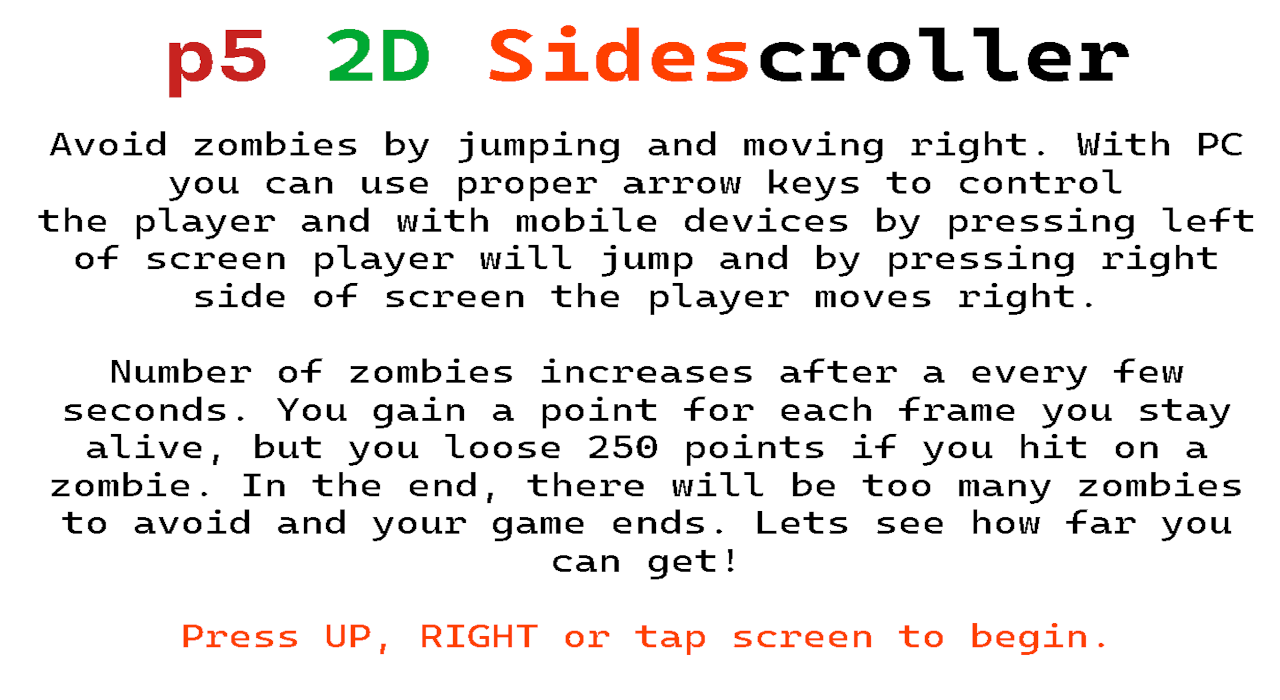 p5 2D Sidescroller
Avoid zombies by jumping and moving right. With PC
you can use proper arrow keys to control
the player and with mobile devices by pressing left
of screen player will jump and by pressing right
side of screen the player moves right.
Number of zombies increases after a every few
seconds. You gain a point for each frame you stay
alive, but you loose 250 points if you hit on a
zombie. In the end, there will be too many zombies
to avoid and your game ends. Lets see how far you
can get!
Press UP, RIGHT or tap screen to begin.